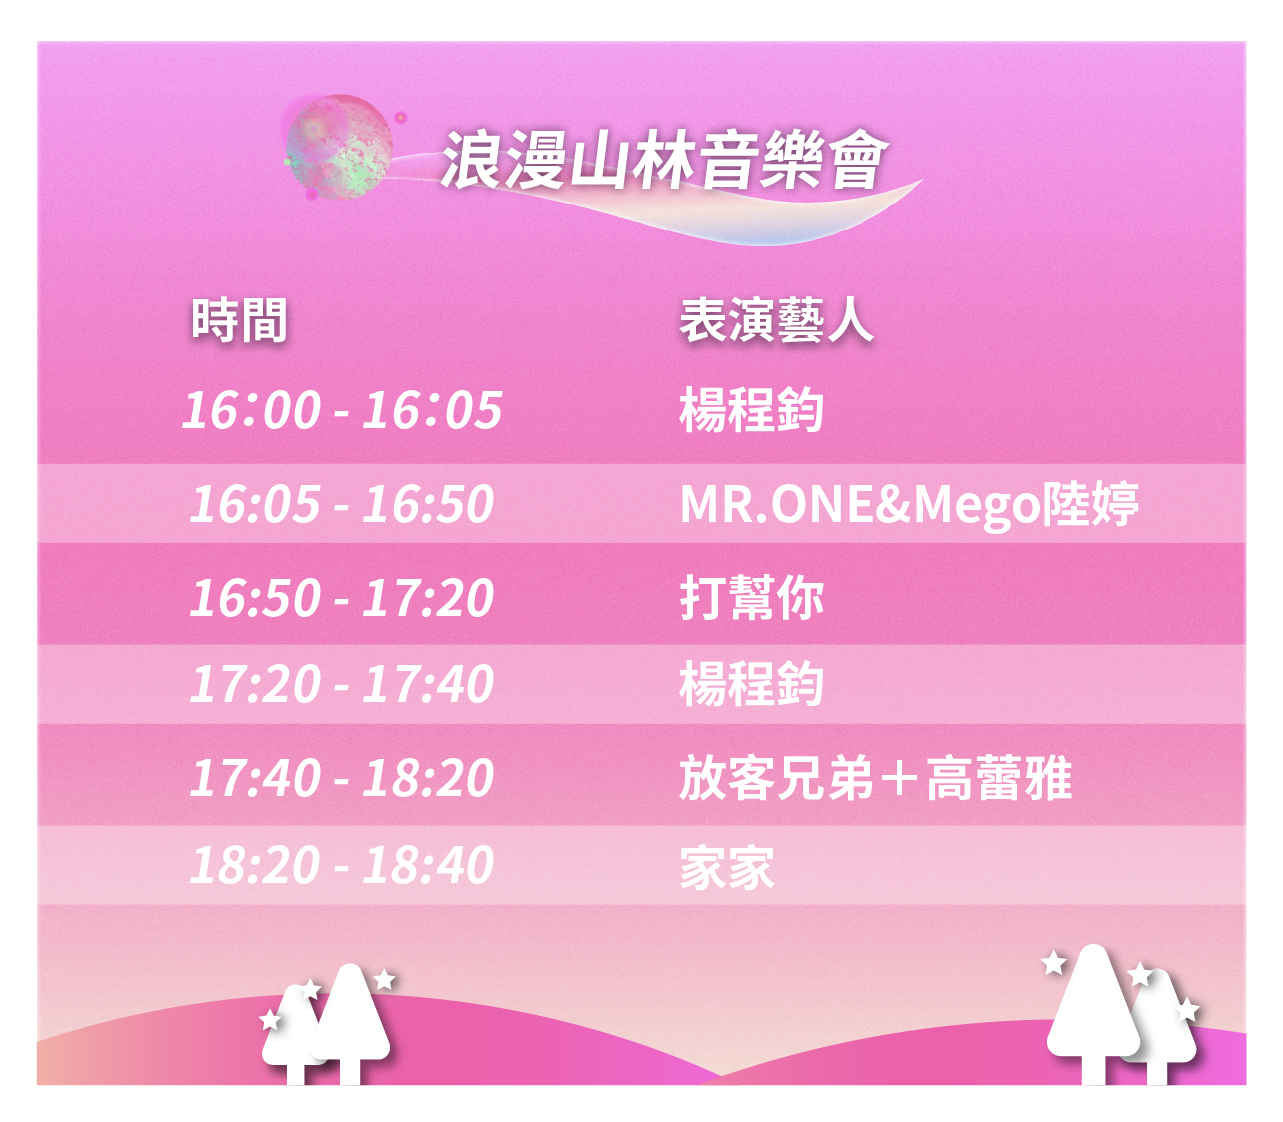 浪漫山林音樂會
時間 表演藝人
16：00 - 16：05 楊程鈞
16:05 - 16:50 MR.ONE&Mego陸婷
16:50 - 17:20 打幫你
17:20 - 17:40 楊程鈞
17:40 - 18:20 放客兄弟＋高蕾雅
18:20 - 18:40 家家